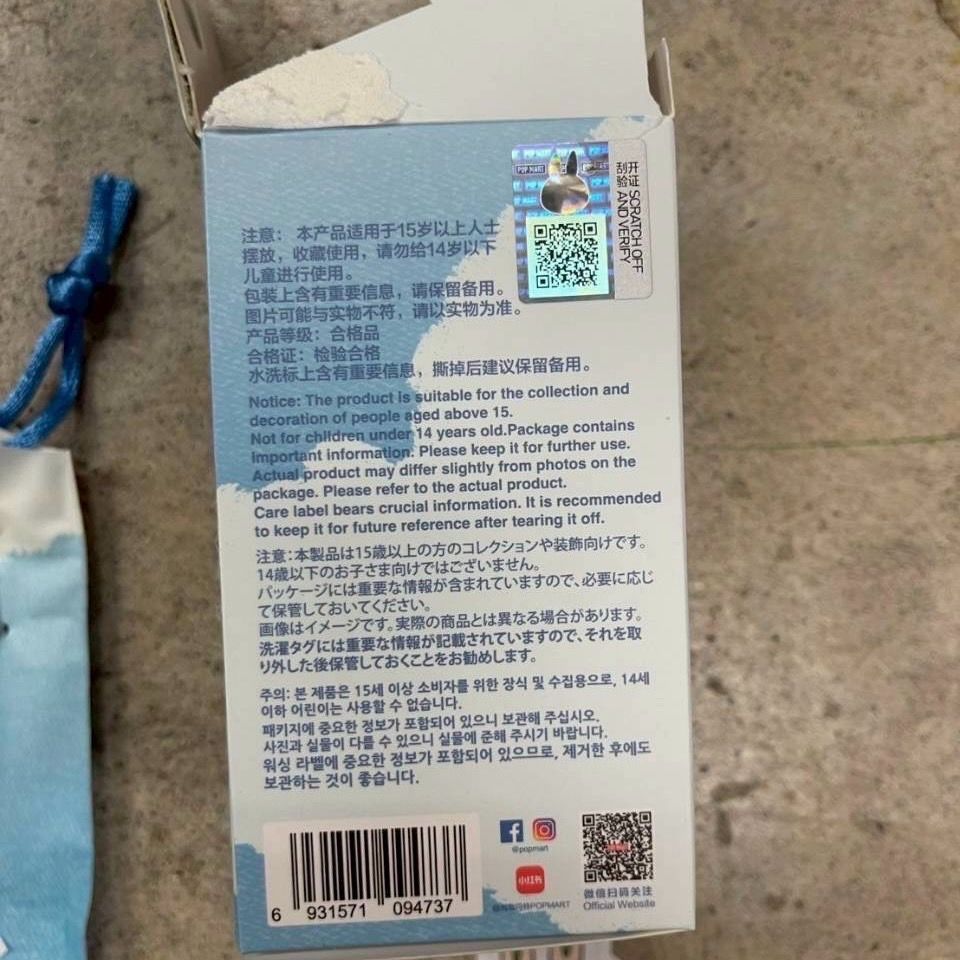 POP MART
开证 SCRATCH OFF
刮验 AND VERIFY
注意：本产品适用于15岁以上人士
摆放，收藏使用，请勿给14岁以下
儿童进行使用。
包装上含有重要信息，请保留备用。
图片可能与实物不符，请以实物为准。
产品等级：合格品
合格证：检验合格
水洗标上含有重要信息，撕掉后建议保留备用。
Notice: The product is suitable for the collection and
decoration of people aged above 15.
Not for children under 14 years old.Package contains
Important information. Please keep it for further use.
Actual product may differ slightly from photos on the
package. Please refer to the actual product.
Care label bears crucial information. It is recommended
to keep it for future reference after tearing it off.
注意:本製品は15歳以上の方のコレクションや装飾向けです。
14歳以下のお子さま向けではございません。
パッケージには重要な情報が含まれていますので、必要に応じ
て保管しておいてください。
画像はイメージです。実際の商品とは異なる場合があります。
洗濯タグには重要な情報が記載されていますので、それを取
り外した後保管しておくことをお勧めします。
주의: 본 제품은 15세 이상 소비자를 위한 장식 및 수집용으로, 14세
이하 어린이는 사용할 수 없습니다.
패키지에 중요한 정보가 포함되어 있으니 보관해 주십시오.
사진과 실물이 다를 수 있으니 실물에 준해 주시기 바랍니다.
워싱 라벨에 중요한 정보가 포함되어 있으므로, 제거한 후에도
보관하는 것이 좋습니다.
@popmart
小红书
POPMART
微信扫码关注
Official Website
6 931571 094737